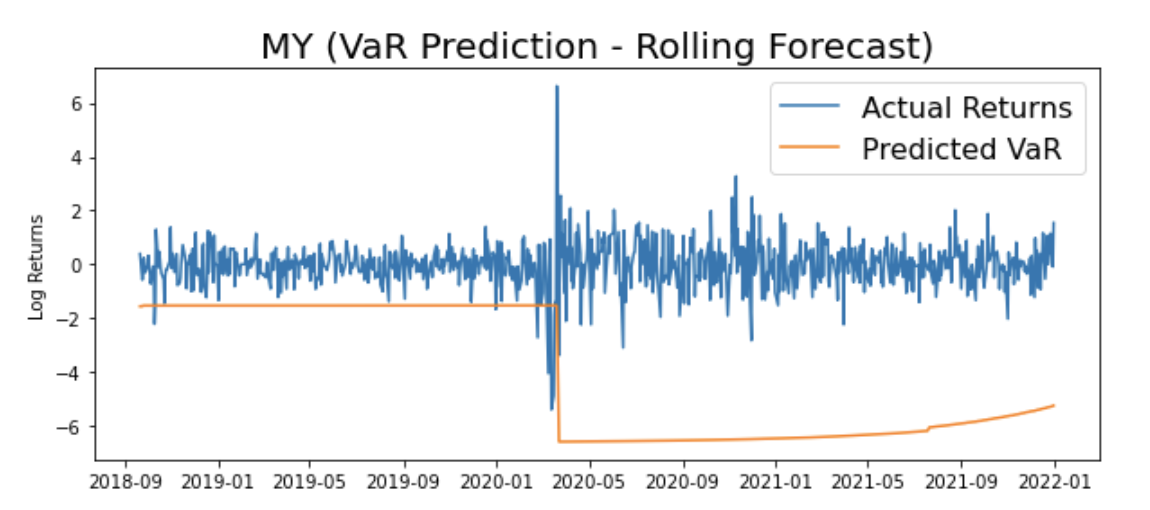 MY (VaR Prediction - Rolling Forecast)
Actual Returns
Predicted VaR
Log Returns
6
4
2
0
−2
−4
−6
2018-09 2019-01 2019-05 2019-09 2020-01 2020-05 2020-09 2021-01 2021-05 2021-09 2022-01